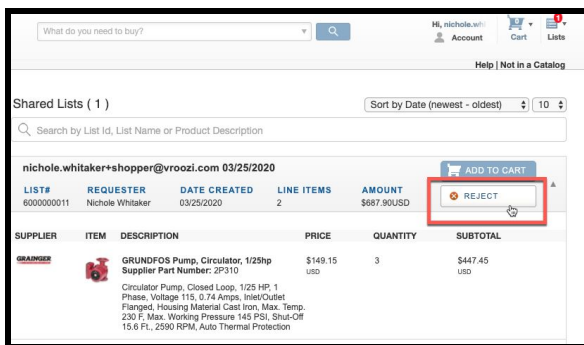 What do you need to buy?
Hi, nichole.whi
Account
0
Cart
1
Lists
Help | Not in a Catalog
Shared Lists ( 1 )
Sort by Date (newest - oldest)
10
Search by List Id, List Name or Product Description
nichole.whitaker+shopper@vroozi.com 03/25/2020
ADD TO CART
LIST# REQUESTER DATE CREATED LINE ITEMS AMOUNT
6000000011 Nichole Whitaker 03/25/2020 2 $687.90USD
REJECT
SUPPLIER ITEM DESCRIPTION PRICE QUANTITY SUBTOTAL
GRAINGER
GRUNDFOS Pump, Circulator, 1/25hp $149.15 3 $447.45
Supplier Part Number: 2P310 USD USD
Circulator Pump, Closed Loop, 1/25 HP, 1
Phase, Voltage 115, 0.74 Amps, Inlet/Outlet
Flanged, Housing Material Cast Iron, Max. Temp.
230 F, Max. Working Pressure 145 PSI, Shut-Off
15.6 Ft., 2590 RPM, Auto Thermal Protection